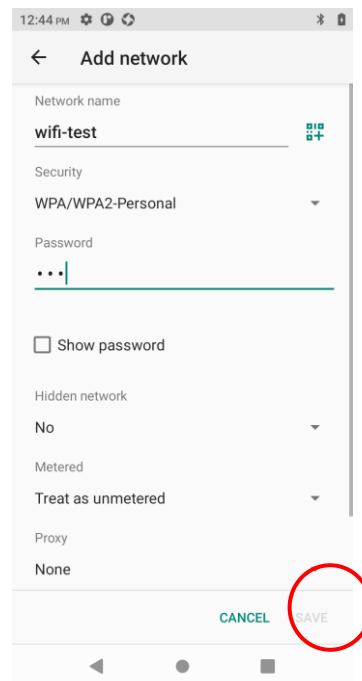 12:44 PM
Add network
Network name
wifi-test
Security
WPA/WPA2-Personal
Password
•••
Show password
Hidden network
No
Metered
Treat as unmetered
Proxy
None
CANCEL SAVE